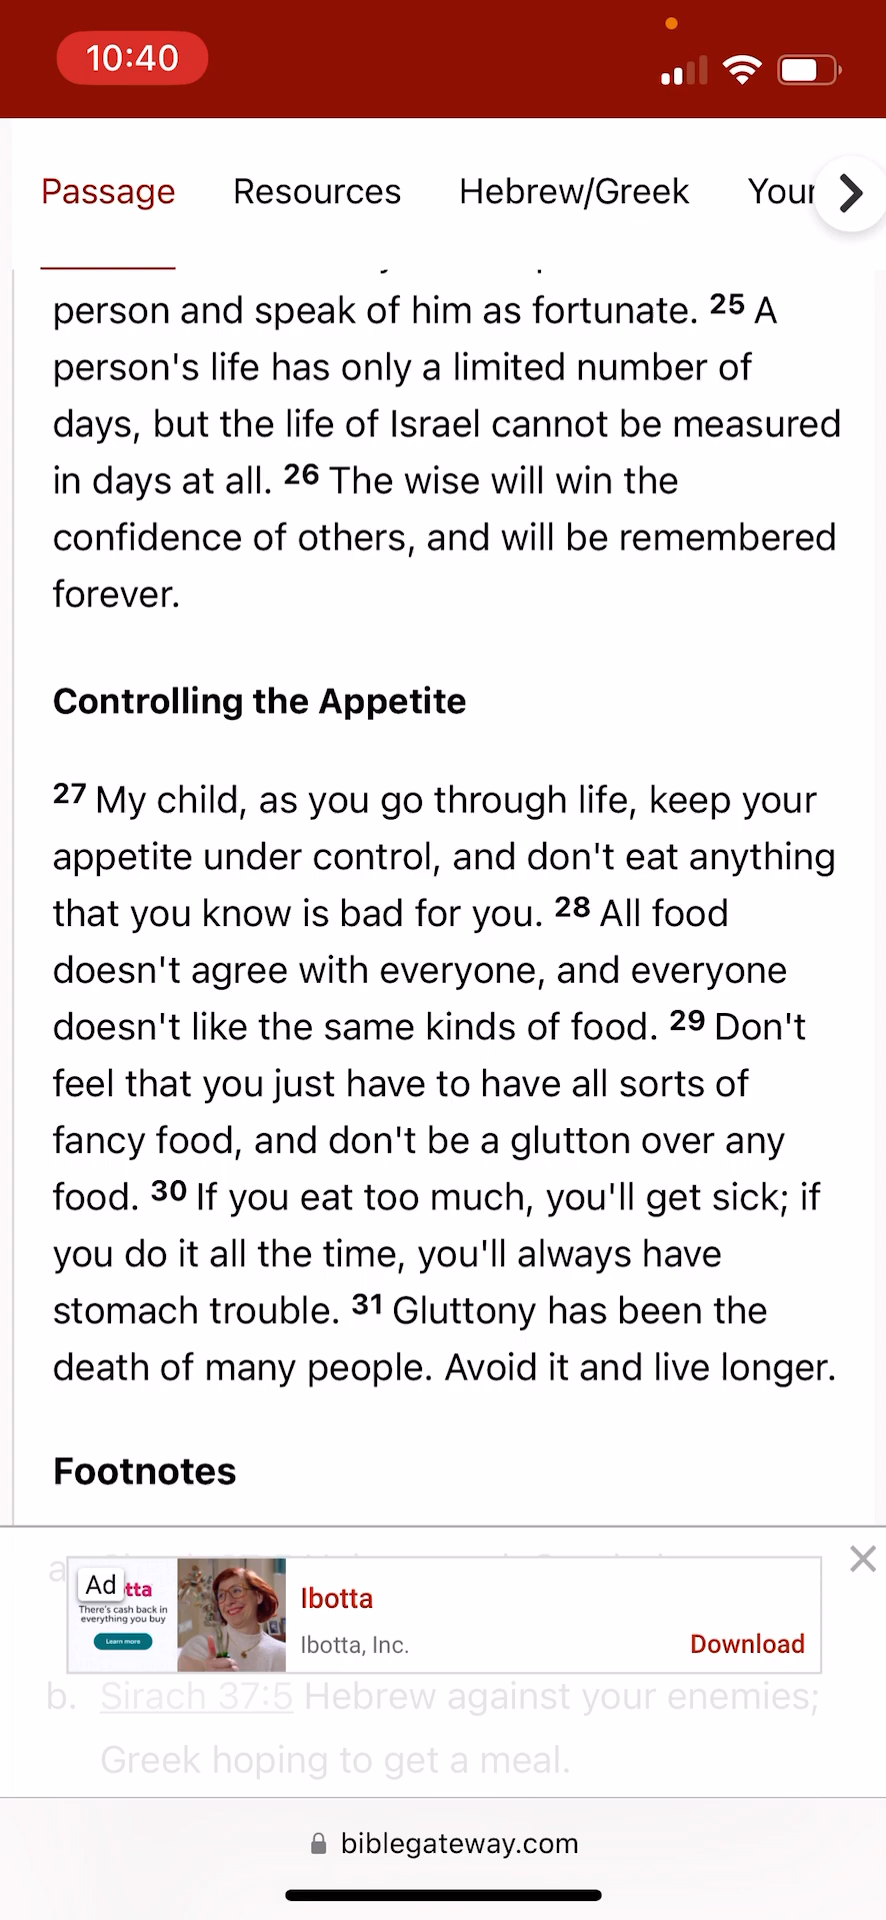 10:40
Passage Resources Hebrew/Greek Your
person and speak of him as fortunate. 25 A
person's life has only a limited number of
days, but the life of Israel cannot be measured
in days at all. 26 The wise will win the
confidence of others, and will be remembered
forever.
Controlling the Appetite
27 My child, as you go through life, keep your
appetite under control, and don't eat anything
that you know is bad for you. 28 All food
doesn't agree with everyone, and everyone
doesn't like the same kinds of food. 29 Don't
feel that you just have to have all sorts of
fancy food, and don't be a glutton over any
food. 30 If you eat too much, you'll get sick; if
you do it all the time, you'll always have
stomach trouble. 31 Gluttony has been the
death of many people. Avoid it and live longer.
Footnotes
Ad tta
There's cash back in
everything you buy
Learn more
Ibotta
Ibotta, Inc.
Download
b. Sirach 37:5 Hebrew against your enemies;
Greek hoping to get a meal.
biblegateway.com